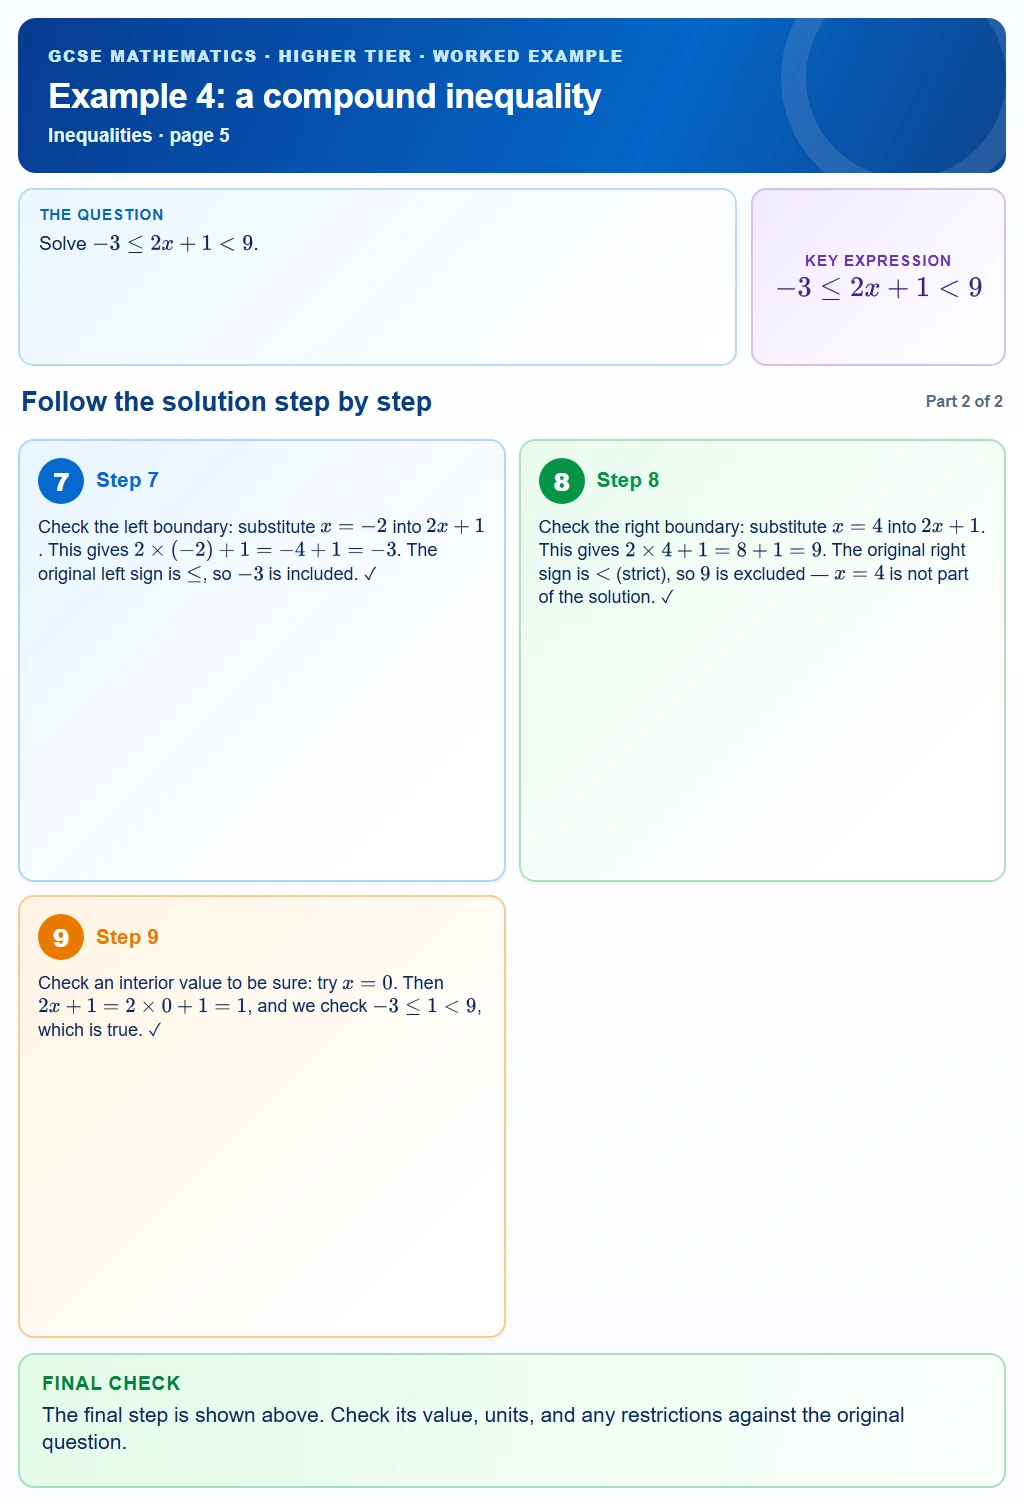 GCSE MATHEMATICS · HIGHER TIER · WORKED EXAMPLE
Example 4: a compound inequality
Inequalities · page 5
THE QUESTION
Solve −3 ≤ 2x + 1 < 9.
KEY EXPRESSION
−3 ≤ 2x + 1 < 9
Follow the solution step by step
Part 2 of 2
7 Step 7
Check the left boundary: substitute x = −2 into 2x + 1
. This gives 2 × (−2) + 1 = −4 + 1 = −3. The
original left sign is ≤, so −3 is included. ✓
8 Step 8
Check the right boundary: substitute x = 4 into 2x + 1.
This gives 2 × 4 + 1 = 8 + 1 = 9. The original right
sign is < (strict), so 9 is excluded — x = 4 is not part
of the solution. ✓
9 Step 9
Check an interior value to be sure: try x = 0. Then
2x + 1 = 2 × 0 + 1 = 1, and we check −3 ≤ 1 < 9,
which is true. ✓
FINAL CHECK
The final step is shown above. Check its value, units, and any restrictions against the original
question.